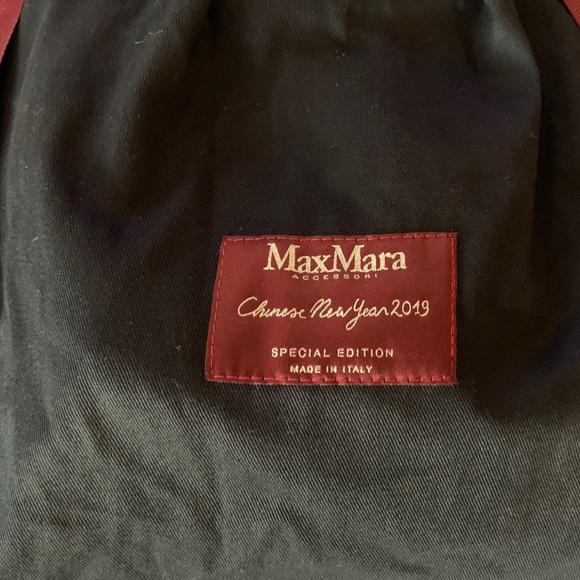 MaxMara
ACCESSORI
Chinese New Year 2019
SPECIAL EDITION
MADE IN ITALY